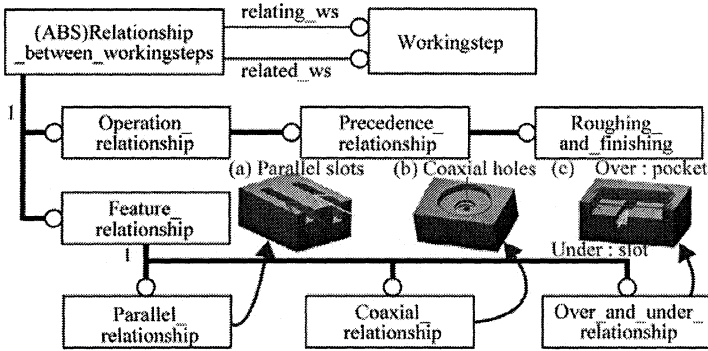 (ABS)Relationship
_between_workingsteps
relating_ws
related_ws
Workingstep
1
Operation_
relationship
Precedence_
relationship
Roughing_
and_finishing
(a) Parallel slots
(b) Coaxial holes
(c) Over : pocket
Feature_
relationship
Under : slot
1
Parallel_
relationship
Coaxial_
relationship
Over_and_under_
relationship